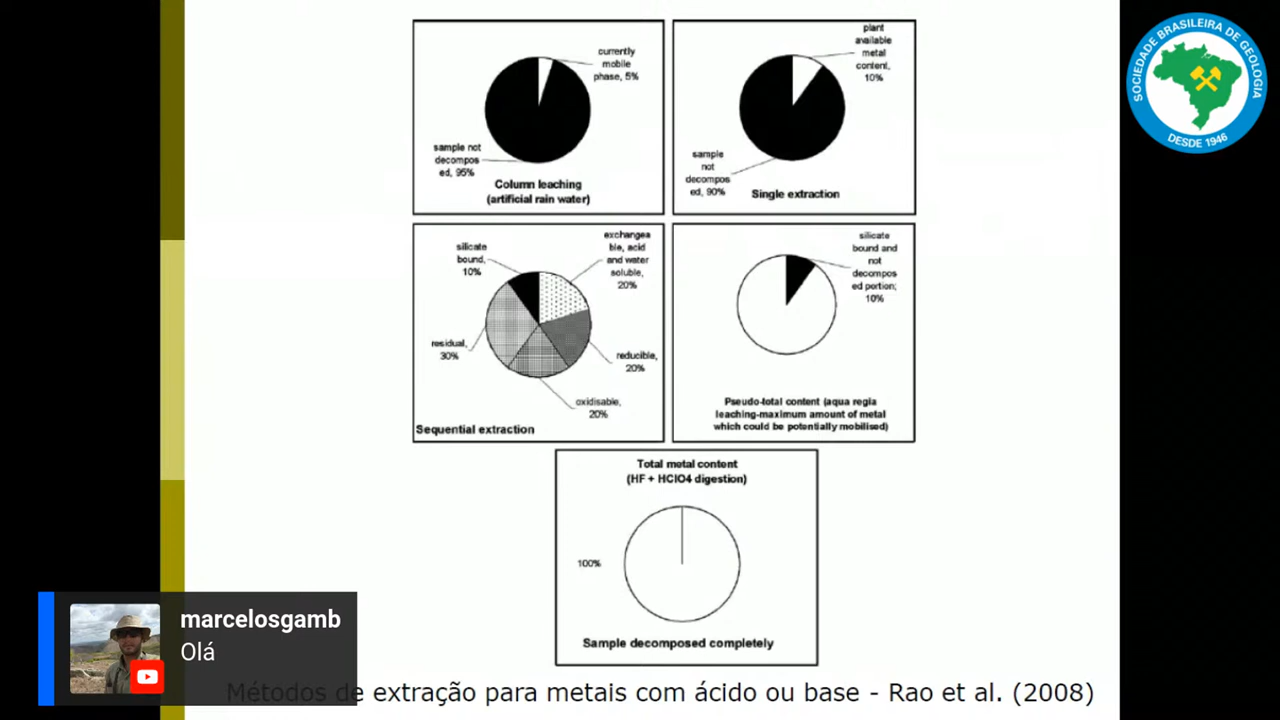 currently
mobile
phase, 5%
sample not
decompos
ed, 95%
Column leaching
(artificial rain water)
plant
available
metal
content,
10%
sample
not
decompos
ed, 90%
Single extraction
silicate
bound,
10%
exchangea
ble, acid
and water
soluble,
20%
residual,
30%
reducible,
20%
oxidisable,
20%
Sequential extraction
silicate
bound and
not
decompos
ed portion;
10%
Pseudo-total content (aqua regia
leaching-maximum amount of metal
which could be potentially mobilised)
Total metal content
(HF + HClO4 digestion)
100%
Sample decomposed completely
SOCIEDADE BRASILEIRA DE GEOLOGIA
DESDE 1946
marcelosgamb
Olá
Métodos de extração para metais com ácido ou base - Rao et al. (2008)